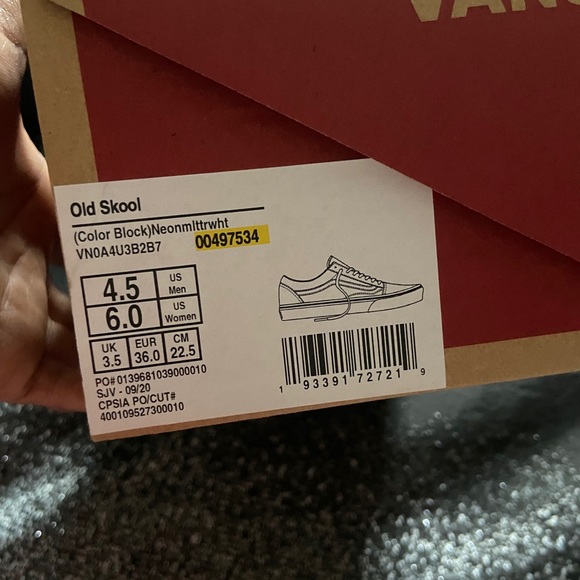 VANS
Old Skool
(Color Block)Neonmlttrwht
VN0A4U3B2B7
00497534
4.5 US Men
6.0 US Women
UK EUR CM
3.5 36.0 22.5
PO# 0139681039000010
SJV - 09/20
CPSIA PO/CUT#
400109527300010
1 93391 72721 9